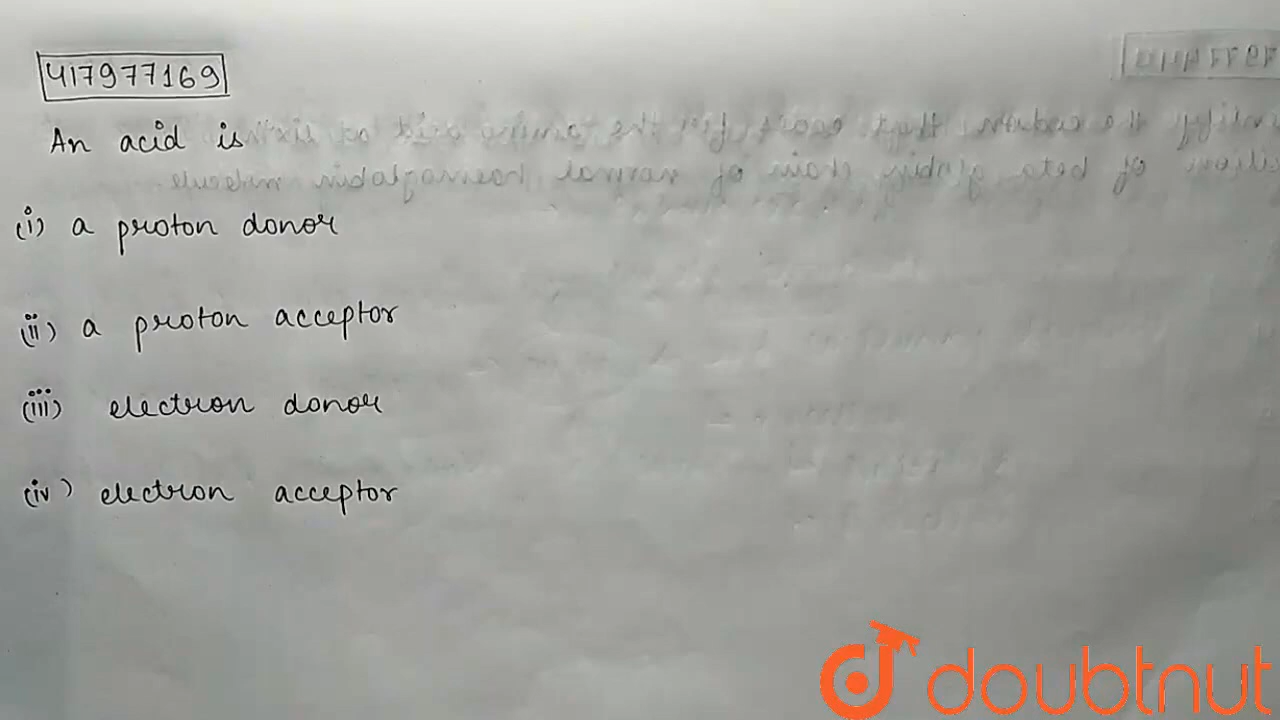 417977169
An acid is
(i) a proton donor
(ii) a proton acceptor
(iii) electron donor
(iv) electron acceptor
doubtnut